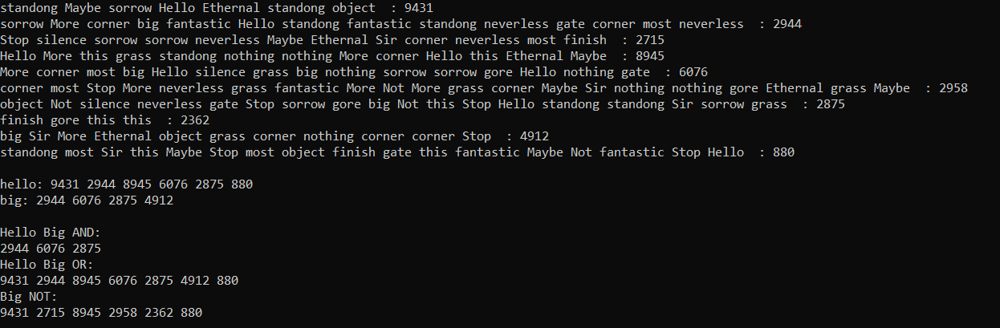 standong Maybe sorrow Hello Ethernal standong object  : 9431
sorrow More corner big fantastic Hello standong fantastic standong neverless gate corner most neverless  : 2944
Stop silence sorrow sorrow neverless Maybe Ethernal Sir corner neverless most finish  : 2715
Hello More this grass standong nothing nothing More corner Hello this Ethernal Maybe  : 8945
More corner most big Hello silence grass big nothing sorrow sorrow gore Hello nothing gate  : 6076
corner most Stop More neverless grass fantastic More Not More grass corner Maybe Sir nothing nothing gore Ethernal grass Maybe  : 2958
object Not silence neverless gate Stop sorrow gore big Not this Stop Hello standong standong Sir sorrow grass  : 2875
finish gore this this  : 2362
big Sir More Ethernal object grass corner nothing corner corner Stop  : 4912
standong most Sir this Maybe Stop most object finish gate this fantastic Maybe Not fantastic Stop Hello  : 880

hello: 9431 2944 8945 6076 2875 880
big: 2944 6076 2875 4912

Hello Big AND:
2944 6076 2875
Hello Big OR:
9431 2944 8945 6076 2875 4912 880
Big NOT:
9431 2715 8945 2958 2362 880